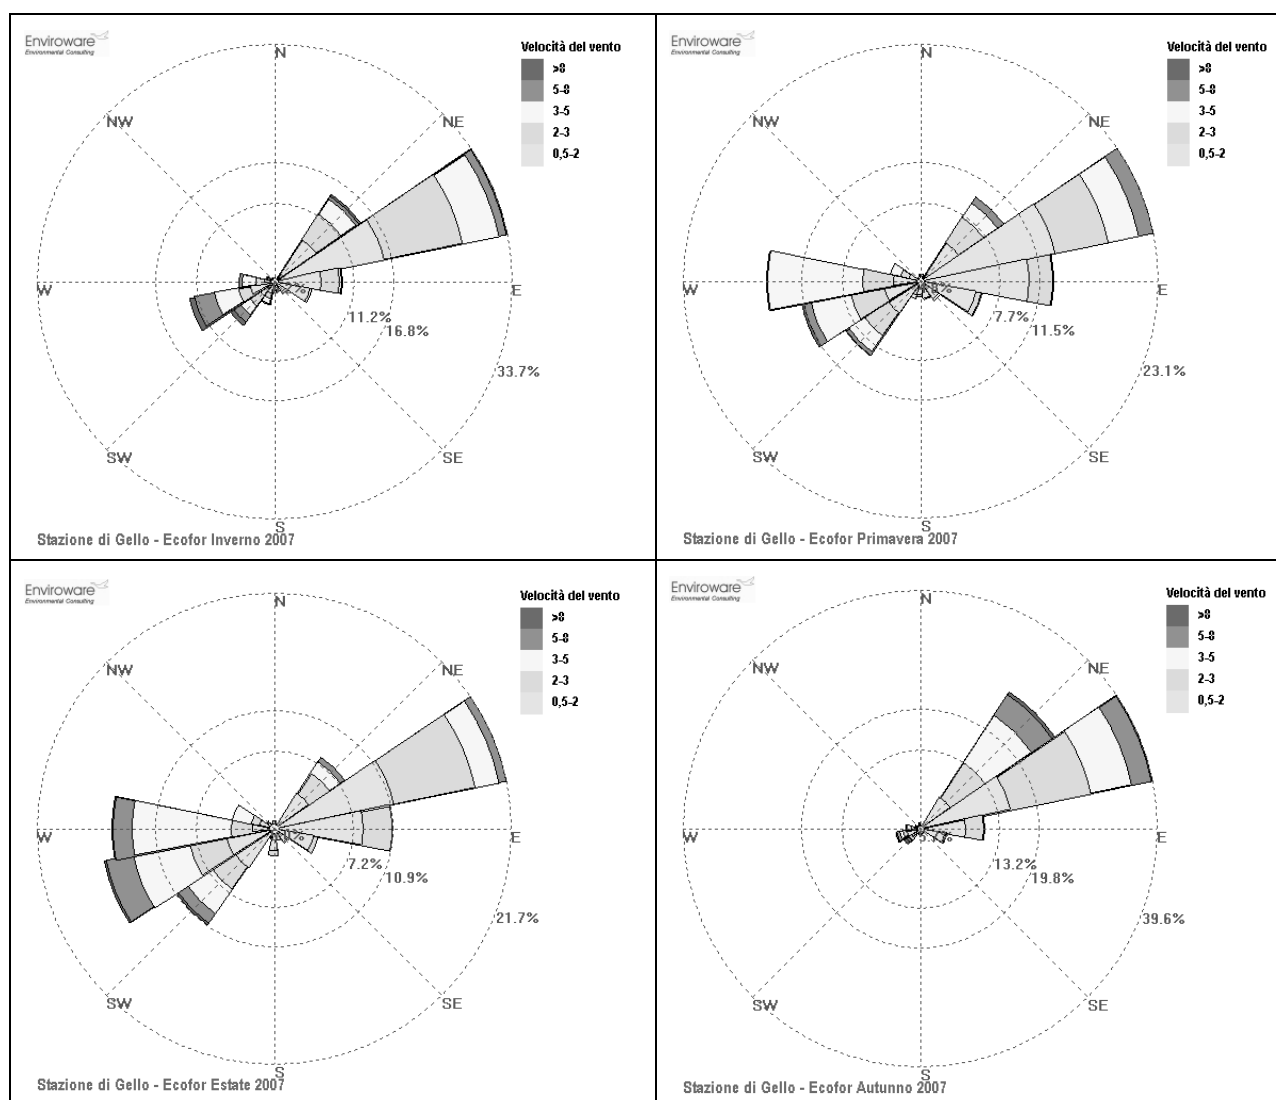 Enviroware
Environmental Consulting
Velocità del vento
>8
5-8
3-5
2-3
0,5-2
N
NW
NE
W
E
11.2%
16.8%
33.7%
SW
SE
S
Stazione di Gello - Ecofor Inverno 2007
Enviroware
Environmental Consulting
Velocità del vento
>8
5-8
3-5
2-3
0,5-2
N
NW
NE
W
E
7.7%
11.5%
23.1%
SW
SE
S
Stazione di Gello - Ecofor Primavera 2007
Enviroware
Environmental Consulting
Velocità del vento
>8
5-8
3-5
2-3
0,5-2
N
NW
NE
W
E
7.2%
10.9%
21.7%
SW
SE
S
Stazione di Gello - Ecofor Estate 2007
Enviroware
Environmental Consulting
Velocità del vento
>8
5-8
3-5
2-3
0,5-2
N
NW
NE
W
E
13.2%
19.8%
39.6%
SW
SE
S
Stazione di Gello - Ecofor Autunno 2007